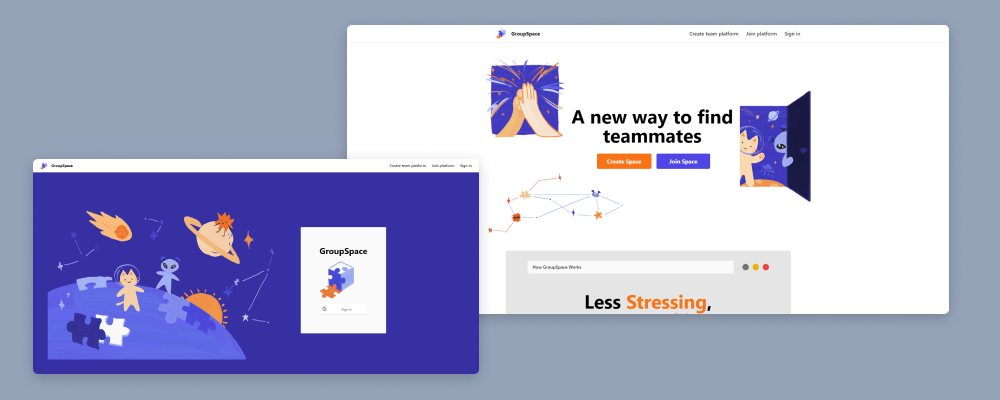 GroupSpace
Create team platform Join platform Sign in
A new way to find
teammates
Create Space Join Space
How GroupSpace Works
Less Stressing,
GroupSpace
Create team platform Join platform Sign in
GroupSpace
Sign in